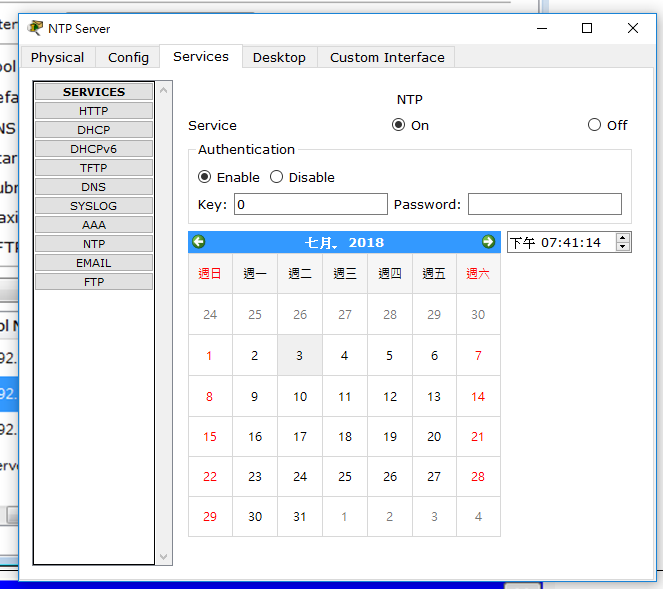 NTP Server
Physical Config Services Desktop Custom Interface
SERVICES
HTTP
DHCP
DHCPv6
TFTP
DNS
SYSLOG
AAA
NTP
EMAIL
FTP
NTP
Service On Off
Authentication
Enable Disable
Key: 0 Password:
七月, 2018
下午 07:41:14
週日 週一 週二 週三 週四 週五 週六
24 25 26 27 28 29 30
1 2 3 4 5 6 7
8 9 10 11 12 13 14
15 16 17 18 19 20 21
22 23 24 25 26 27 28
29 30 31 1 2 3 4